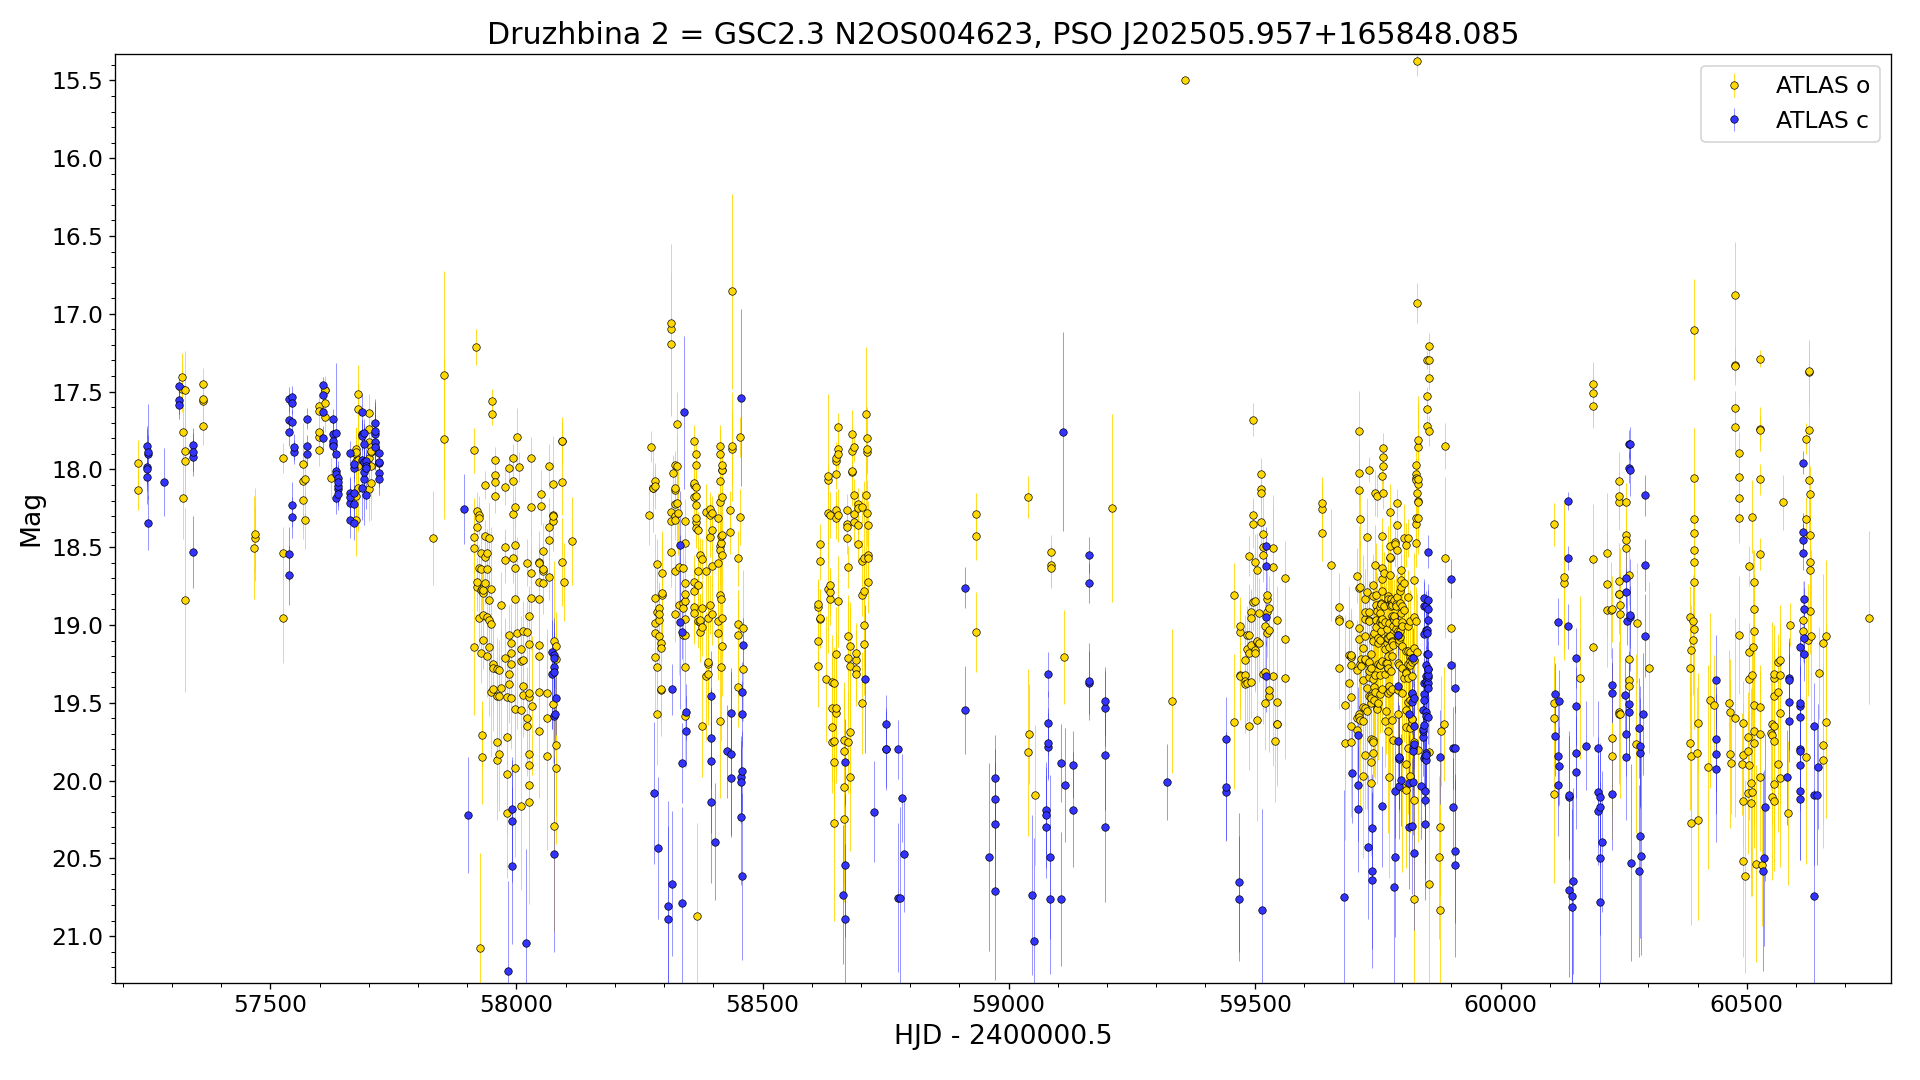 Druzhbina 2 = GSC2.3 N2OS004623, PSO J202505.957+165848.085
ATLAS o
ATLAS c
15.5
16.0
16.5
17.0
17.5
18.0
18.5
19.0
19.5
20.0
20.5
21.0
Mag
57500 58000 58500 59000 59500 60000 60500
HJD - 2400000.5